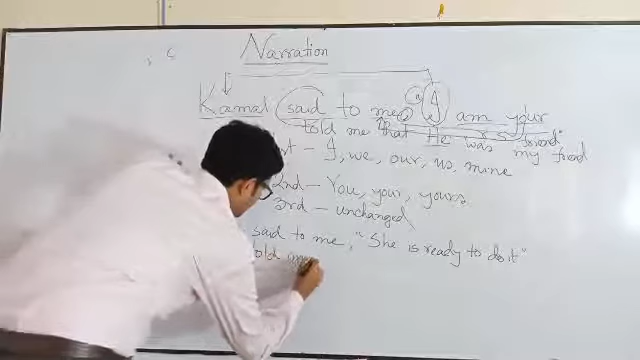 Narration
Kamal said to me, "I am your friend"
told me that He was my friend
1st - I, we, our, us, mine
2nd - You, your, yours
3rd - unchanged
said to me, "She is ready to do it"
told